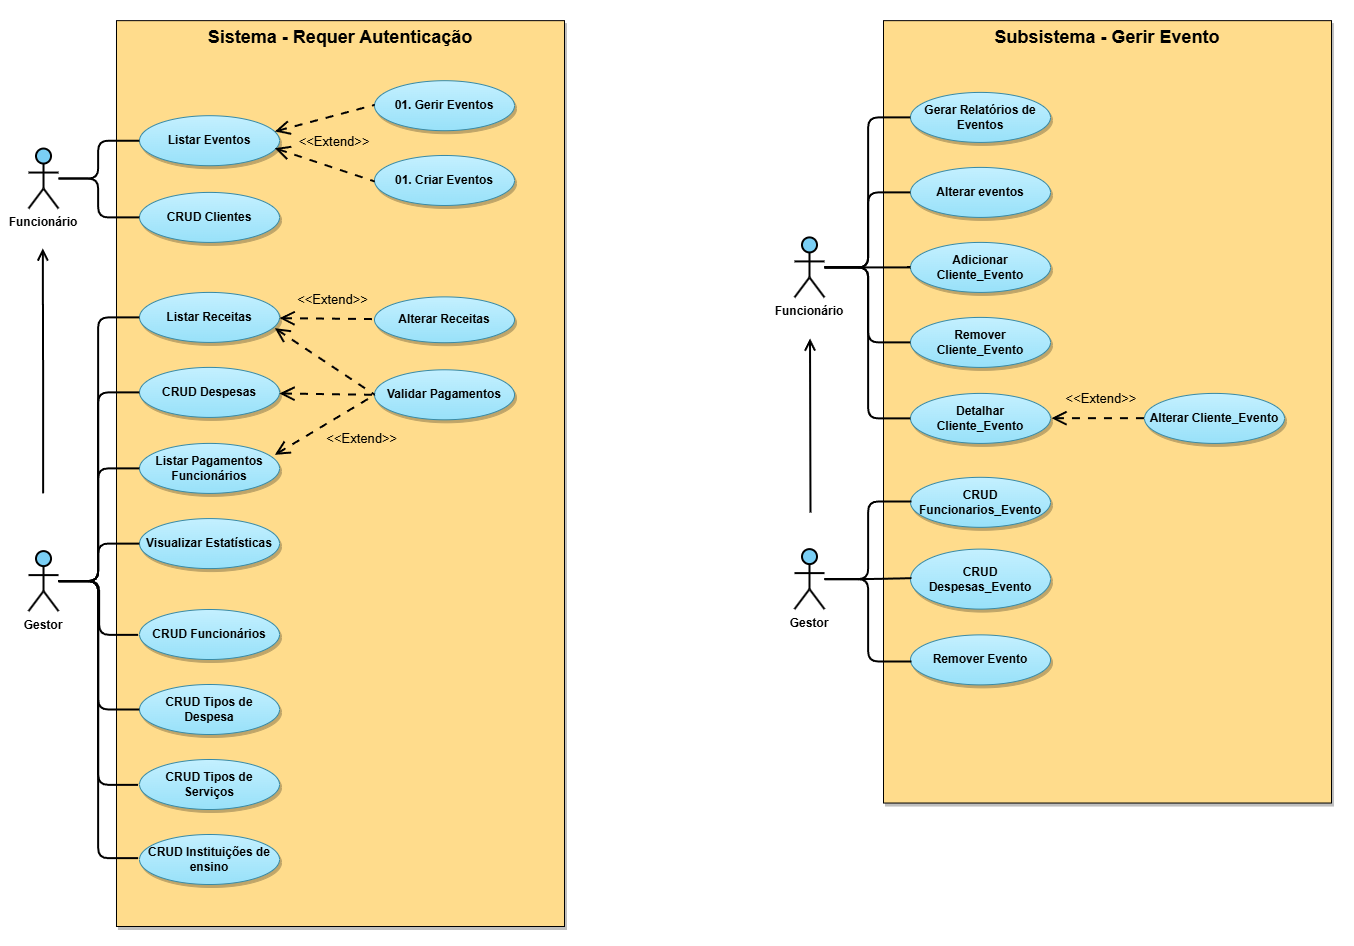 Sistema - Requer Autenticação
01. Gerir Eventos
Listar Eventos
<<Extend>>
01. Criar Eventos
Funcionário
CRUD Clientes
<<Extend>>
Listar Receitas
Alterar Receitas
CRUD Despesas
Validar Pagamentos
<<Extend>>
Listar Pagamentos
Funcionários
Visualizar Estatísticas
Gestor
CRUD Funcionários
CRUD Tipos de
Despesa
CRUD Tipos de
Serviços
CRUD Instituições de
ensino
Subsistema - Gerir Evento
Gerar Relatórios de
Eventos
Alterar eventos
Adicionar
Cliente_Evento
Funcionário
Remover
Cliente_Evento
<<Extend>>
Detalhar
Cliente_Evento
Alterar Cliente_Evento
CRUD
Funcionarios_Evento
CRUD
Despesas_Evento
Gestor
Remover Evento